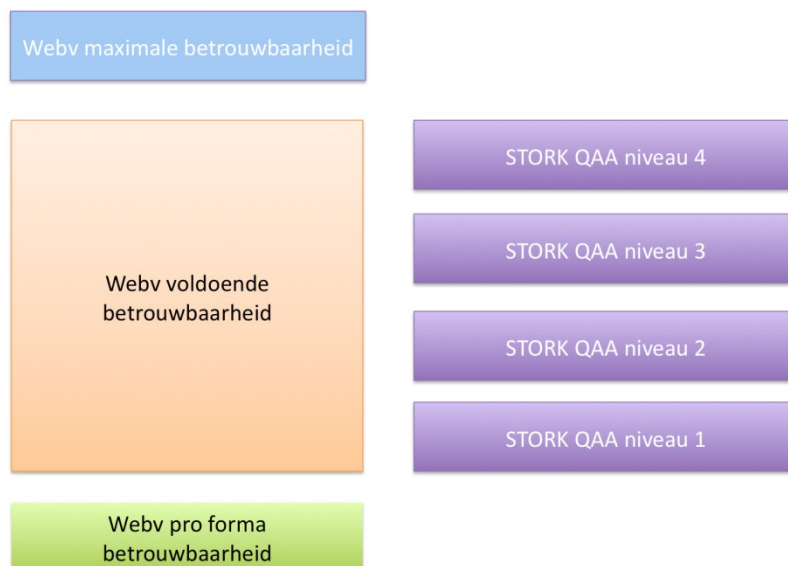 Webv maximale betrouwbaarheid
Webv voldoende
betrouwbaarheid
Webv pro forma
betrouwbaarheid
STORK QAA niveau 4
STORK QAA niveau 3
STORK QAA niveau 2
STORK QAA niveau 1